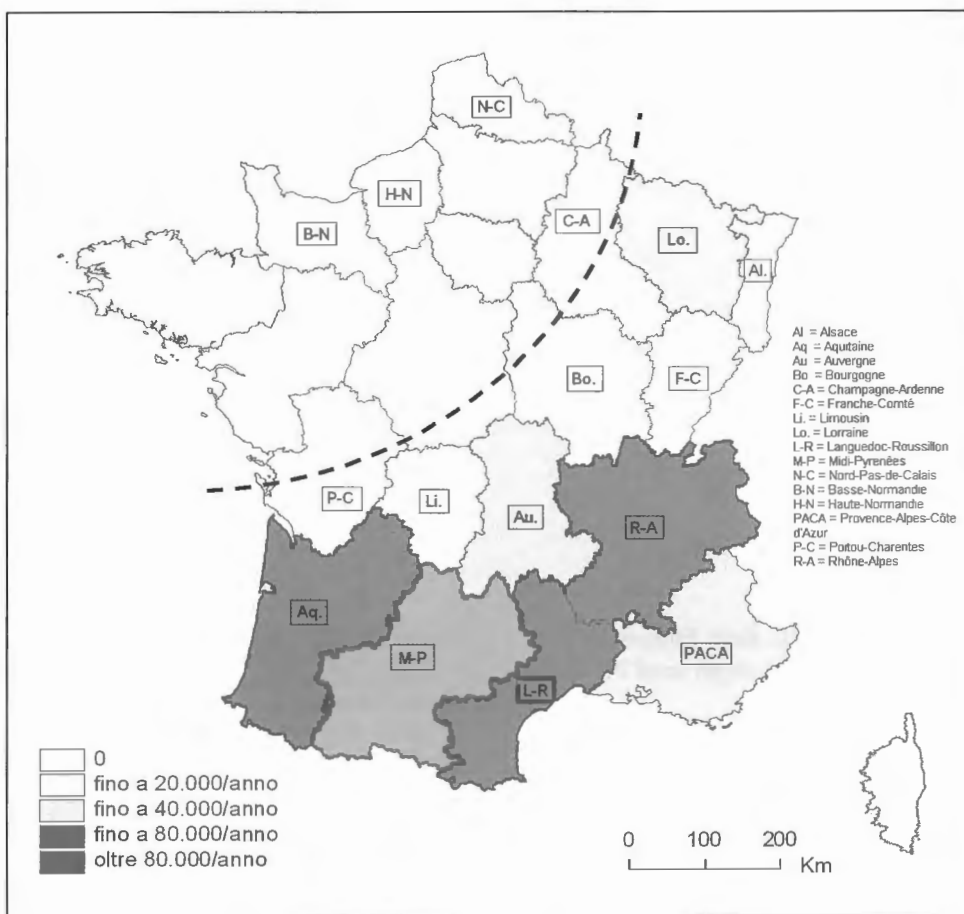 N-C
H-N
C-A
B-N
Lo.
Al.
Al = Alsace
Aq = Aquitaine
Au = Auvergne
Bo = Bourgogne
C-A = Champagne-Ardenne
F-C = Franche-Comté
Li. = Limousin
Lo. = Lorraine
L-R = Languedoc-Roussillon
M-P = Midi-Pyrenées
N-C = Nord-Pas-de-Calais
B-N = Basse-Normandie
H-N = Haute-Normandie
PACA = Provence-Alpes-Côte
d'Azur
P-C = Poitou-Charentes
R-A = Rhône-Alpes
Bo.
F-C
P-C
Li.
Au.
R-A
Aq.
M-P
PACA
L-R
0
fino a 20.000/anno
fino a 40.000/anno
fino a 80.000/anno
oltre 80.000/anno
0 100 200
Km